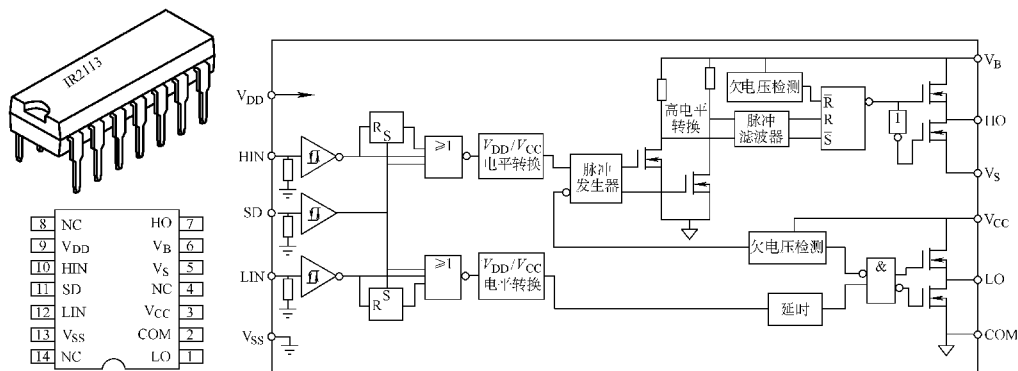 IR2113
8 NC HO 7
9 VDD VB 6
10 HIN VS 5
11 SD NC 4
12 LIN VCC 3
13 VSS COM 2
14 NC LO 1
VDD
HIN
SD
LIN
VSS
R S
≥1
VDD/VCC
电平转换
脉冲
发生器
高电平
转换
欠电压检测
脉冲
滤波器
R̅
R
S̅
1
VB
HO
VS
R S
≥1
VDD/VCC
电平转换
欠电压检测
延时
&
VCC
LO
COM